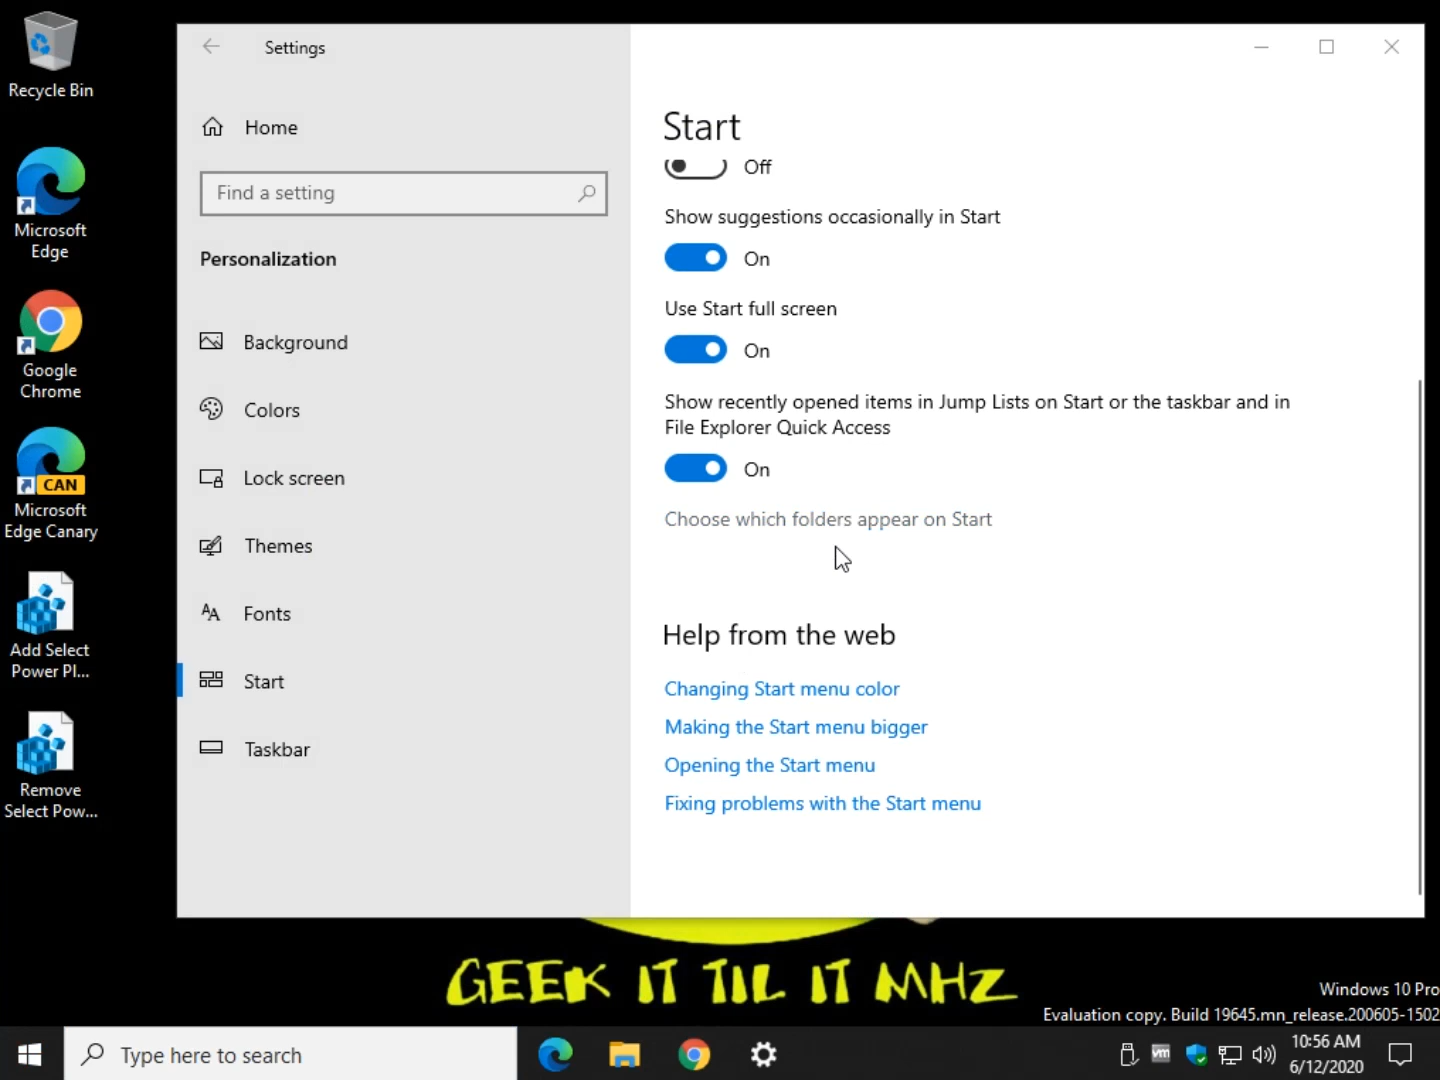 Recycle Bin
Microsoft
Edge
Google
Chrome
CAN
Microsoft
Edge Canary
Add Select
Power Pl...
Remove
Select Pow...
Settings
Home
Find a setting
Personalization
Background
Colors
Lock screen
Themes
Fonts
Start
Taskbar
Start
Off
Show suggestions occasionally in Start
On
Use Start full screen
On
Show recently opened items in Jump Lists on Start or the taskbar and in
File Explorer Quick Access
On
Choose which folders appear on Start
Help from the web
Changing Start menu color
Making the Start menu bigger
Opening the Start menu
Fixing problems with the Start menu
GEEK IT TIL IT MHZ
Windows 10 Pro
Evaluation copy. Build 19645.mn_release.200605-1502
Type here to search
vm
10:56 AM
6/12/2020